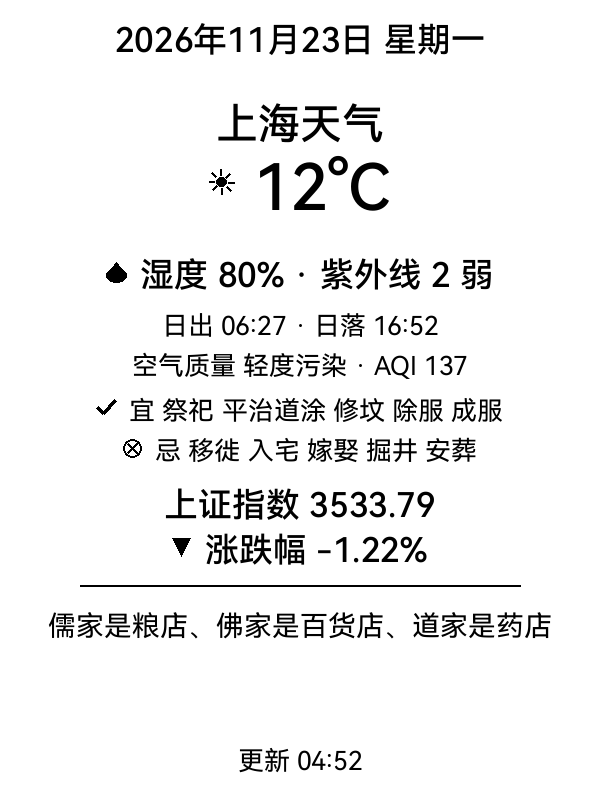 2026年11月23日 星期一
上海天气
12°C
湿度 80% · 紫外线 2 弱
日出 06:27 · 日落 16:52
空气质量 轻度污染 · AQI 137
宜 祭祀 平治道涂 修坟 除服 成服
忌 移徙 入宅 嫁娶 掘井 安葬
上证指数 3533.79
涨跌幅 -1.22%
儒家是粮店、佛家是百货店、道家是药店
更新 04:52